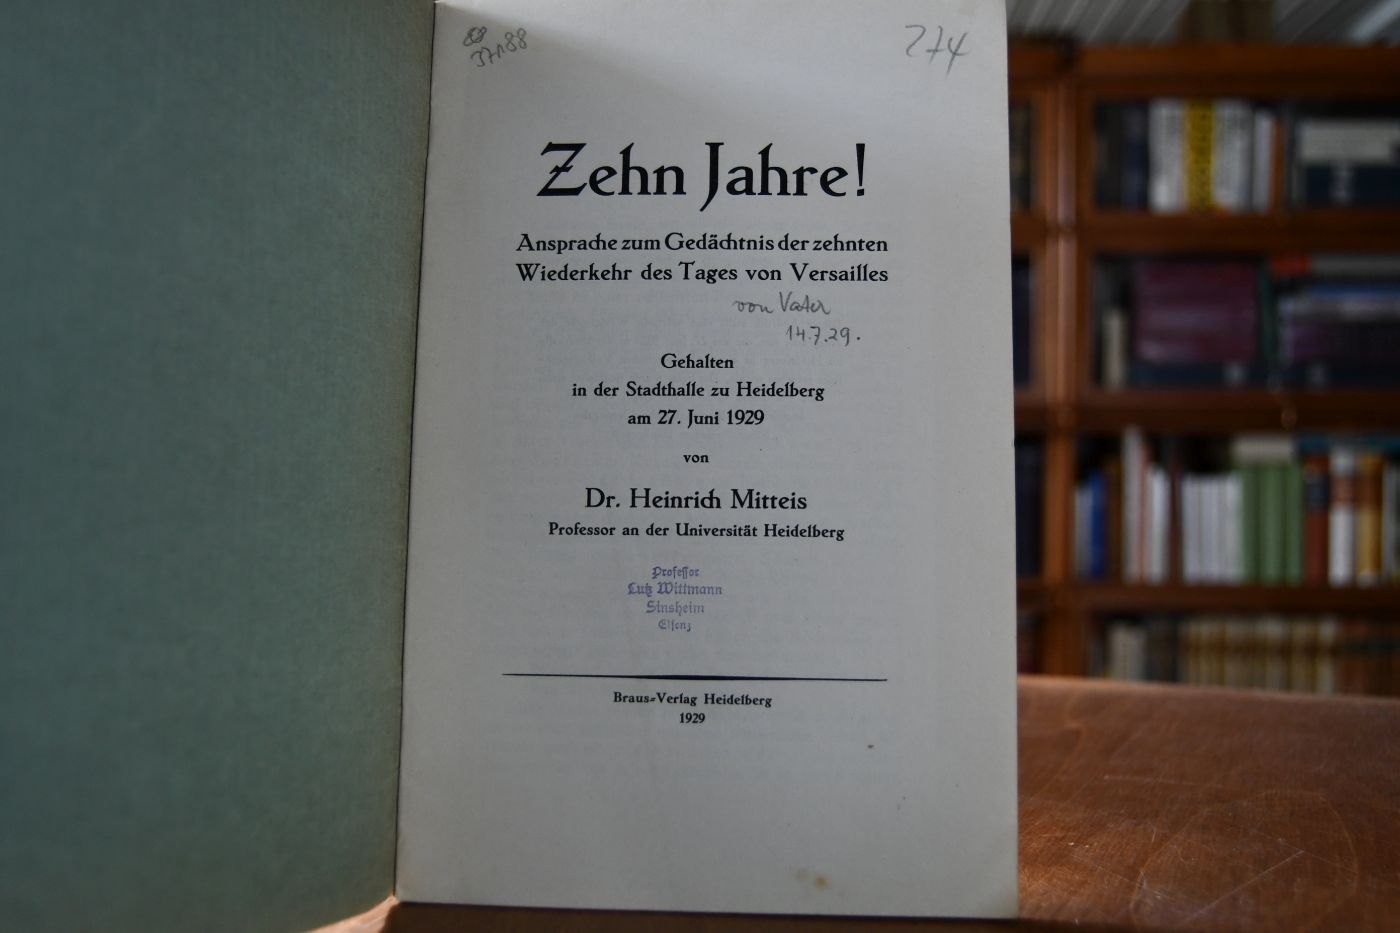 37188
274
Zehn Jahre!
Ansprache zum Gedächtnis der zehnten
Wiederkehr des Tages von Versailles
von Vater
14.7.29.
Gehalten
in der Stadthalle zu Heidelberg
am 27. Juni 1929
von
Dr. Heinrich Mitteis
Professor an der Universität Heidelberg
Professor
Lutz Wittmann
Sinsheim
Elsenz
Braus-Verlag Heidelberg
1929